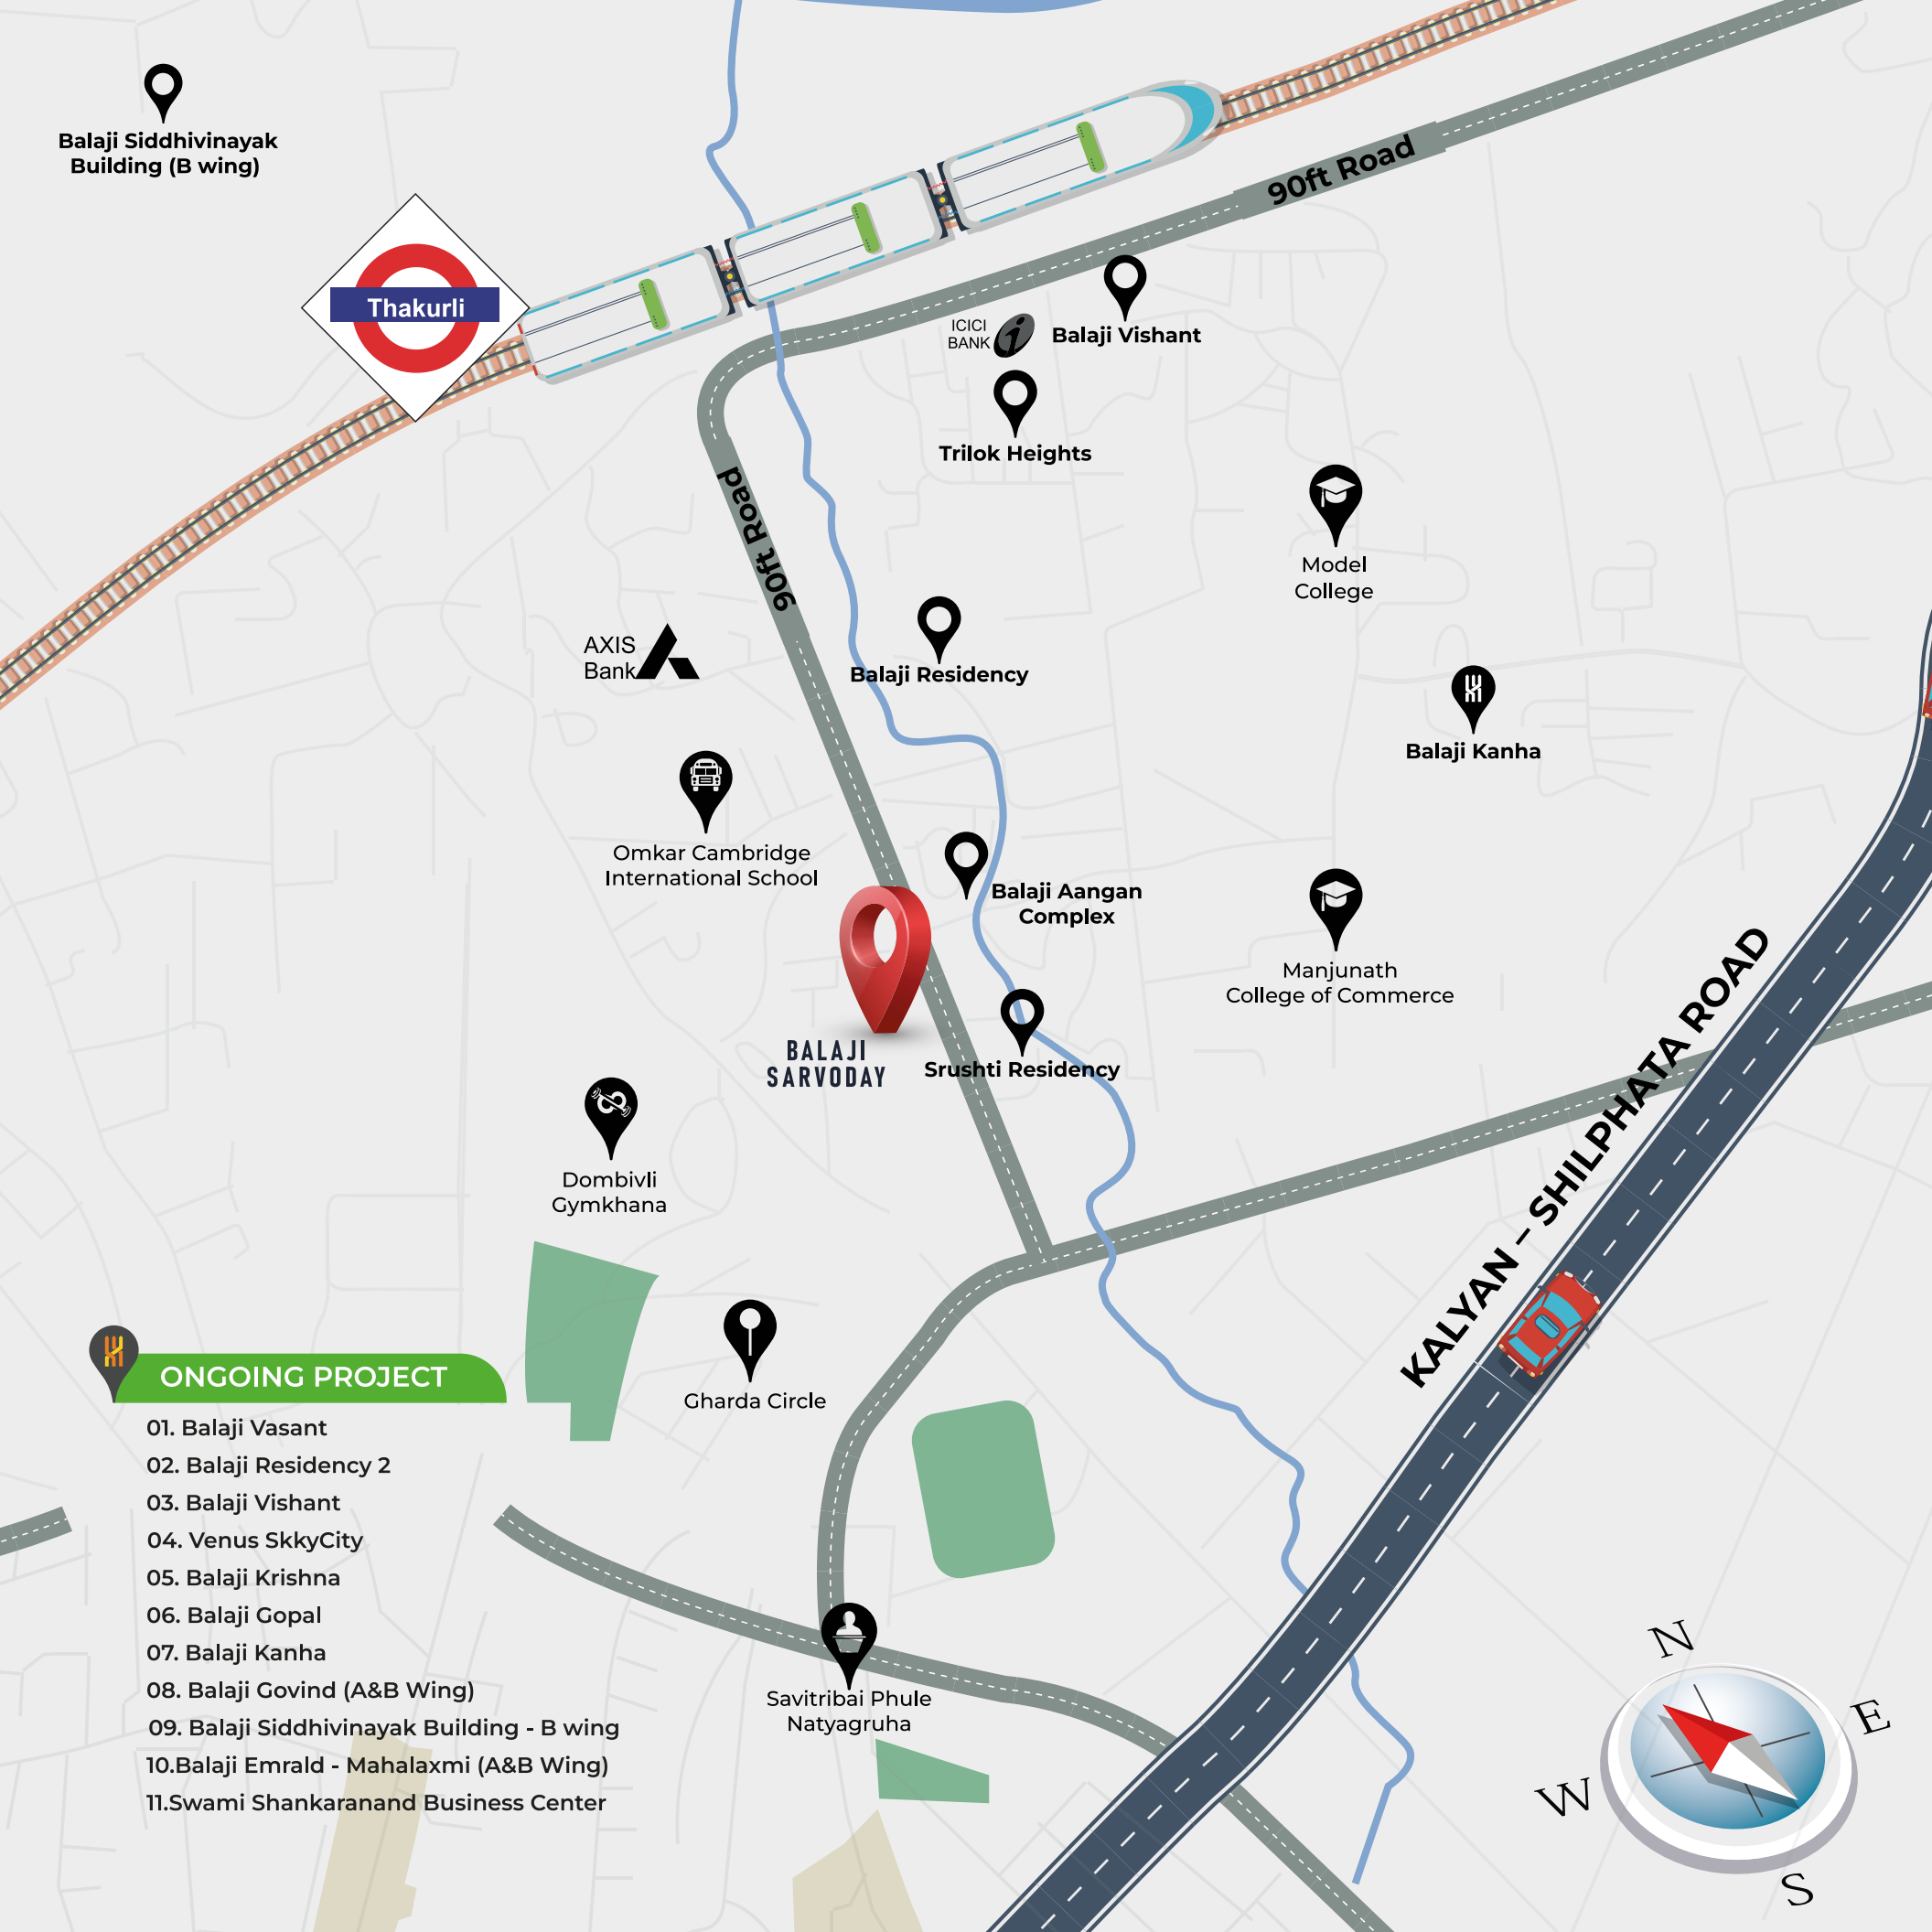 Balaji Siddhivinayak
Building (B wing)
Thakurli
90ft Road
ICICI
BANK
Balaji Vishant
Trilok Heights
90ft Road
Model
College
AXIS
Bank
Balaji Residency
Balaji Kanha
Omkar Cambridge
International School
Balaji Aangan
Complex
Manjunath
College of Commerce
KALYAN – SHILPHATA ROAD
BALAJI
SARVODAY
Srushti Residency
Dombivli
Gymkhana
Gharda Circle
ONGOING PROJECT
01. Balaji Vasant
02. Balaji Residency 2
03. Balaji Vishant
04. Venus SkkyCity
05. Balaji Krishna
06. Balaji Gopal
07. Balaji Kanha
08. Balaji Govind (A&B Wing)
09. Balaji Siddhivinayak Building - B wing
10.Balaji Emrald - Mahalaxmi (A&B Wing)
11.Swami Shankaranand Business Center
Savitribai Phule
Natyagruha
N
E
W
S